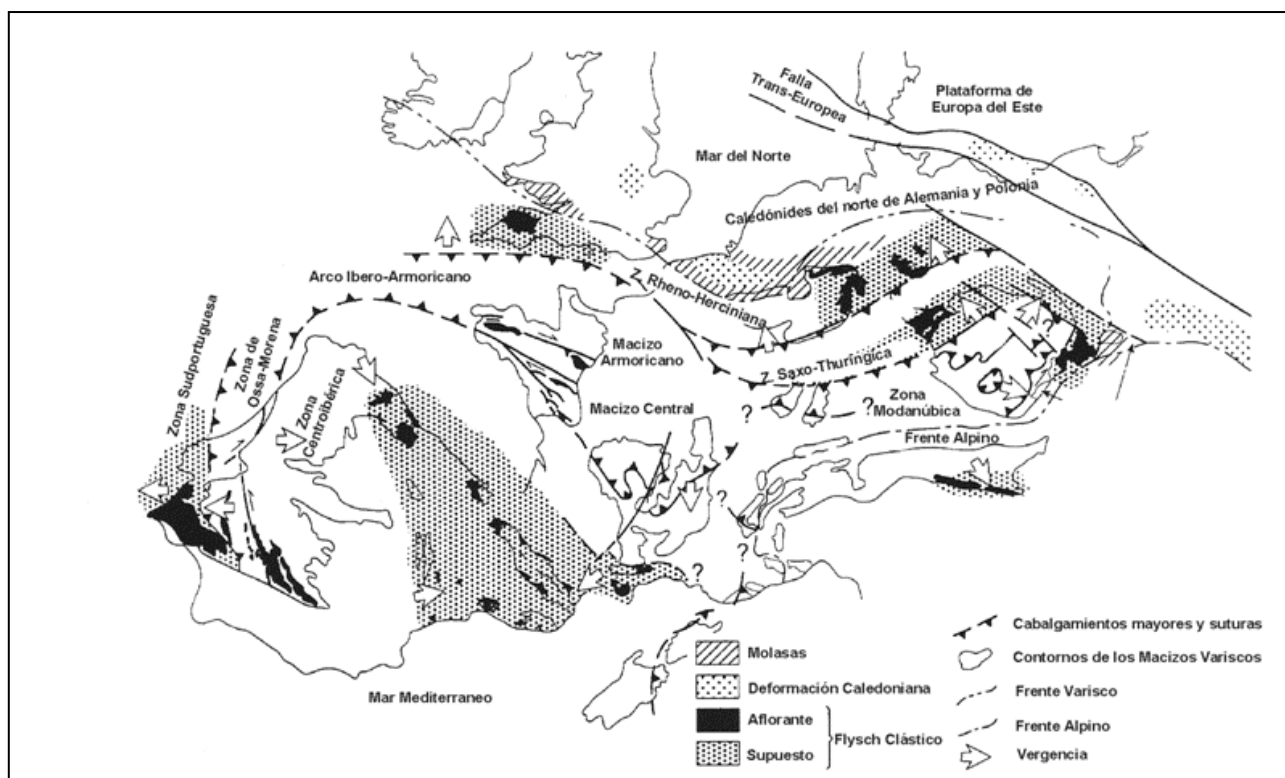 Falla
Trans-Europea
Plataforma de
Europa del Este
Mar del Norte
Caledónides del norte de Alemania y Polonia
Arco Ibero-Armoricano
Z. Rheno-Herciniana
Zona Sudportuguesa
Zona de
Ossa-Morena
Macizo
Armoricano
Z. Saxo-Thuríngica
Zona
Centroibérica
Macizo Central
?
?
Zona
Modanúbica
Frente Alpino
?
?
?
Mar Mediterraneo
Molasas
Deformación Caledoniana
Aflorante
Supuesto
Flysch Clástico
Cabalgamientos mayores y suturas
Contornos de los Macizos Variscos
Frente Varisco
Frente Alpino
Vergencia